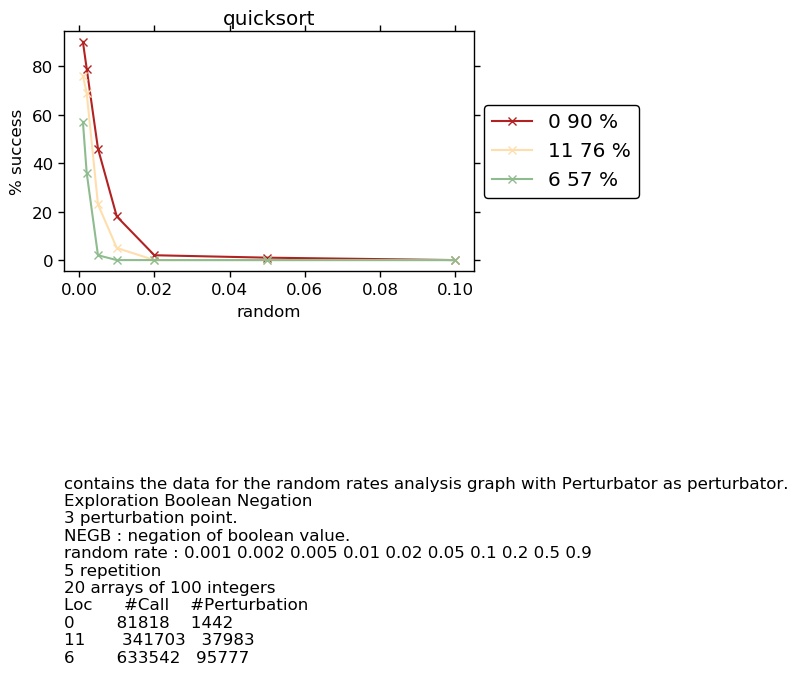 quicksort
80
60
40
20
0
% success
0.00 0.02 0.04 0.06 0.08 0.10
random
0 90 %
11 76 %
6 57 %
contains the data for the random rates analysis graph with Perturbator as perturbator.
Exploration Boolean Negation
3 perturbation point.
NEGB : negation of boolean value.
random rate : 0.001 0.002 0.005 0.01 0.02 0.05 0.1 0.2 0.5 0.9
5 repetition
20 arrays of 100 integers
Loc #Call #Perturbation
0 81818 1442
11 341703 37983
6 633542 95777